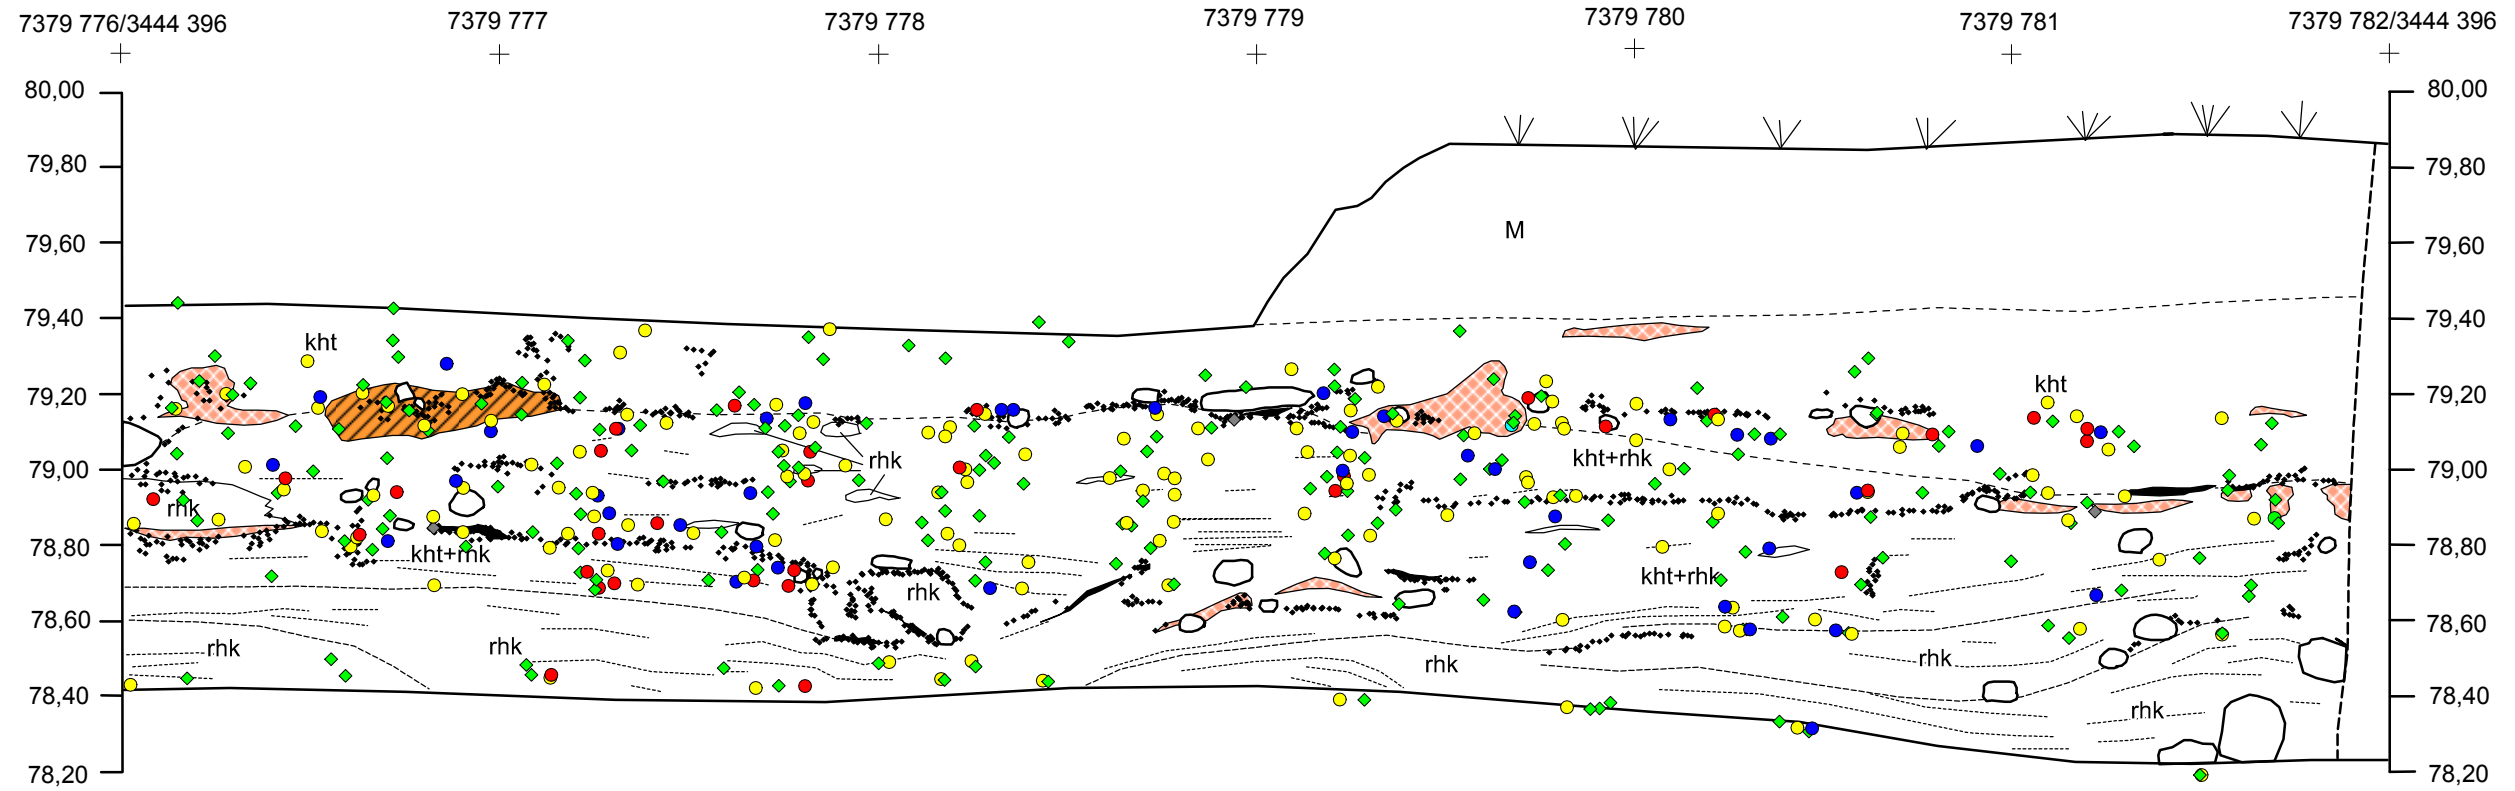 7379 776/3444 396 7379 777 7379 778 7379 779 7379 780 7379 781 7379 782/3444 396
80,00 80,00
79,80 79,80
M
79,60 79,60
79,40 79,40
kht
kht
79,20 79,20
rhk kht+rhk
79,00 79,00
rhk
78,80 kht+rhk 78,80
kht+rhk
rhk
78,60 78,60
rhk rhk rhk rhk
78,40 78,40
rhk
78,20 78,20